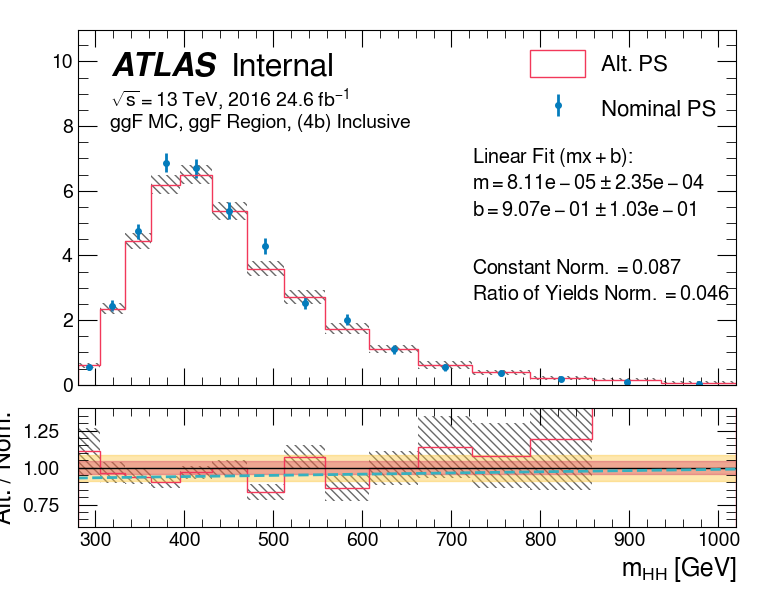 ATLAS Internal
√s = 13 TeV, 2016 24.6 fb⁻¹
ggF MC, ggF Region, (4b) Inclusive
Alt. PS
Nominal PS
Linear Fit (mx + b):
m = 8.11e − 05 ± 2.35e − 04
b = 9.07e − 01 ± 1.03e − 01
Constant Norm. = 0.087
Ratio of Yields Norm. = 0.046
10
8
6
4
2
0
Alt. / Nom.
1.25
1.00
0.75
300 400 500 600 700 800 900 1000
m_HH [GeV]